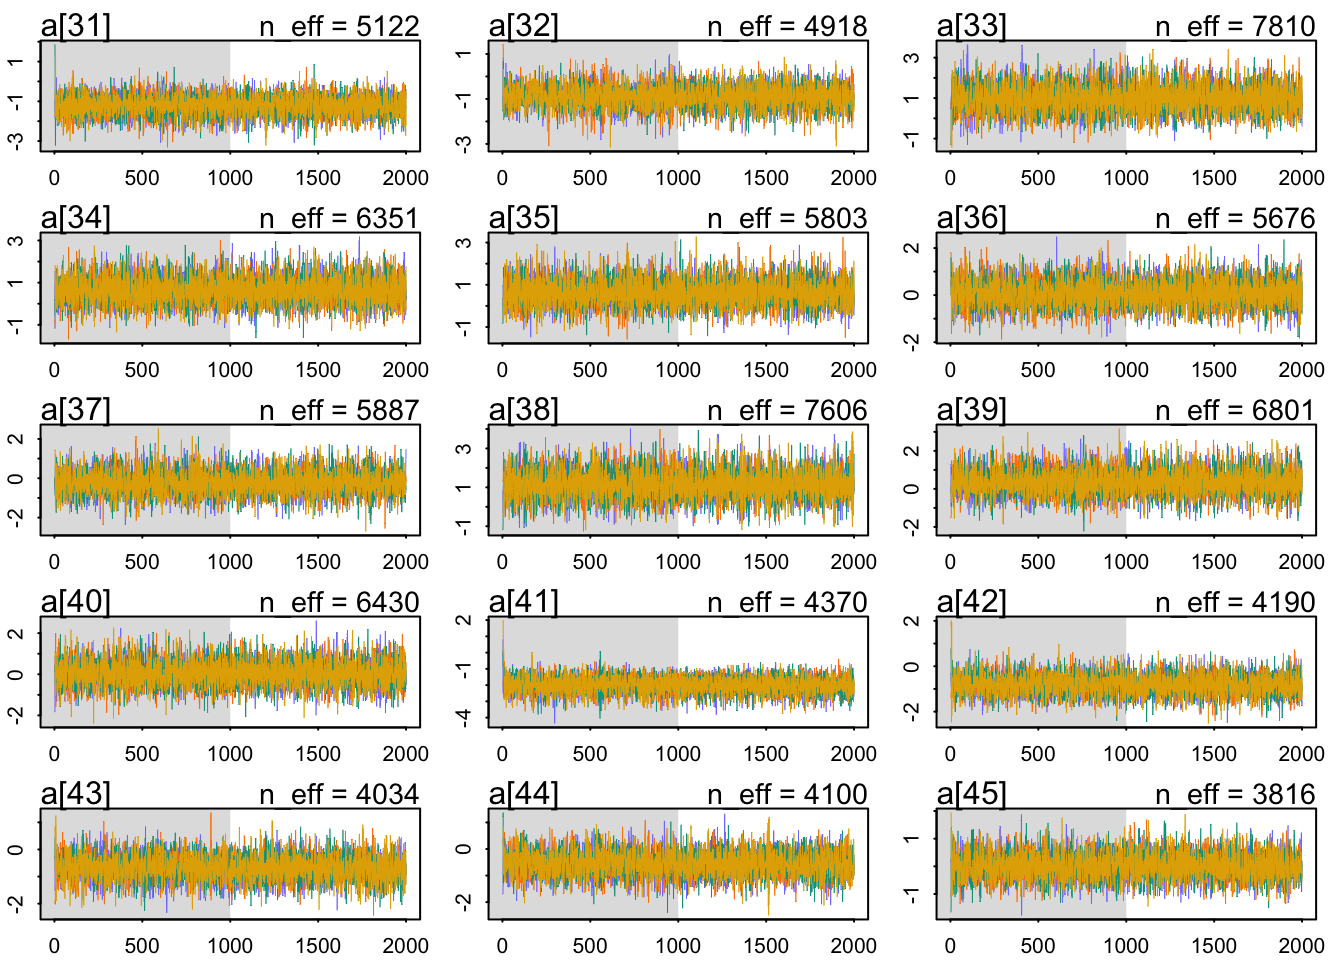 a[31] n_eff = 5122 a[32] n_eff = 4918 a[33] n_eff = 7810
1 -1 -3 1 -1 -3 3 1 -1
0 500 1000 1500 2000 0 500 1000 1500 2000 0 500 1000 1500 2000
a[34] n_eff = 6351 a[35] n_eff = 5803 a[36] n_eff = 5676
3 1 -1 3 1 -1 2 0 -2
0 500 1000 1500 2000 0 500 1000 1500 2000 0 500 1000 1500 2000
a[37] n_eff = 5887 a[38] n_eff = 7606 a[39] n_eff = 6801
2 0 -2 3 1 -1 2 0 -2
0 500 1000 1500 2000 0 500 1000 1500 2000 0 500 1000 1500 2000
a[40] n_eff = 6430 a[41] n_eff = 4370 a[42] n_eff = 4190
2 0 -2 2 -1 -4 2 0 -2
0 500 1000 1500 2000 0 500 1000 1500 2000 0 500 1000 1500 2000
a[43] n_eff = 4034 a[44] n_eff = 4100 a[45] n_eff = 3816
0 -2 0 -2 1 -1
0 500 1000 1500 2000 0 500 1000 1500 2000 0 500 1000 1500 2000